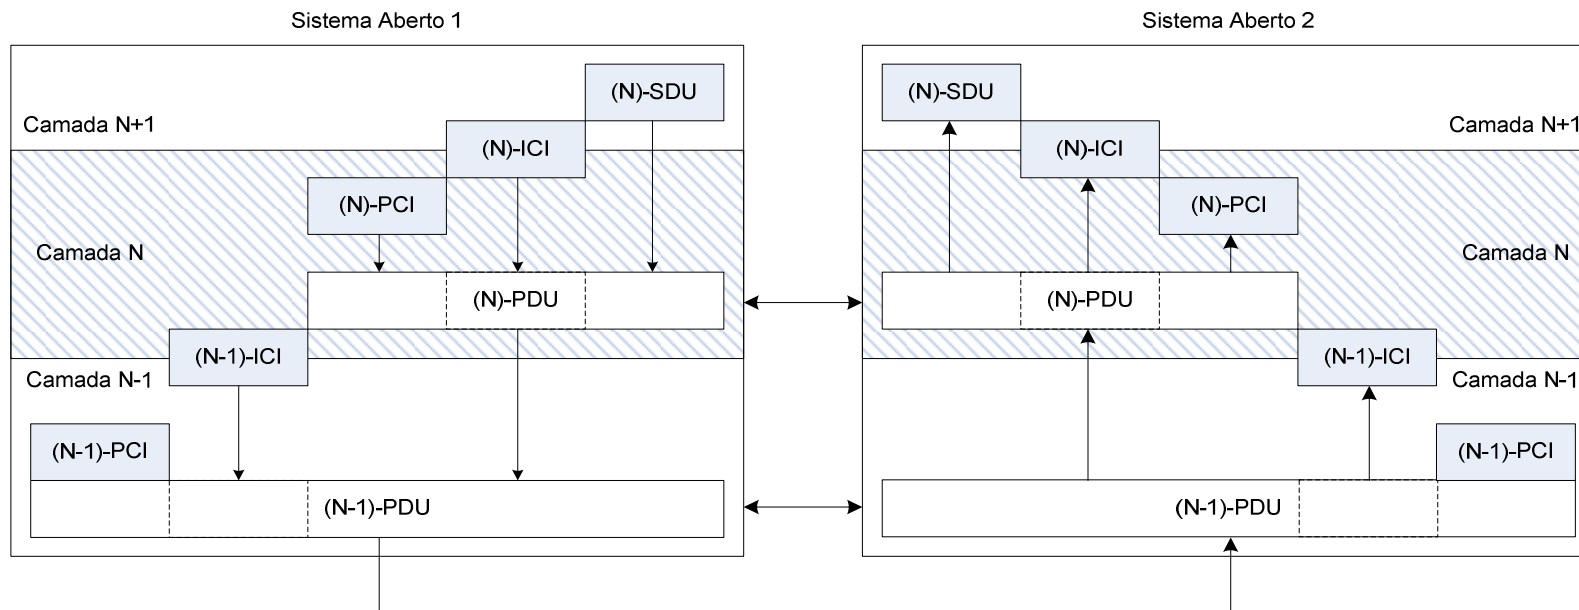 Sistema Aberto 1
(N)-SDU
Camada N+1
(N)-ICI
(N)-PCI
Camada N
(N)-PDU
(N-1)-ICI
Camada N-1
(N-1)-PCI
(N-1)-PDU
Sistema Aberto 2
(N)-SDU
Camada N+1
(N)-ICI
(N)-PCI
Camada N
(N)-PDU
(N-1)-ICI
Camada N-1
(N-1)-PCI
(N-1)-PDU